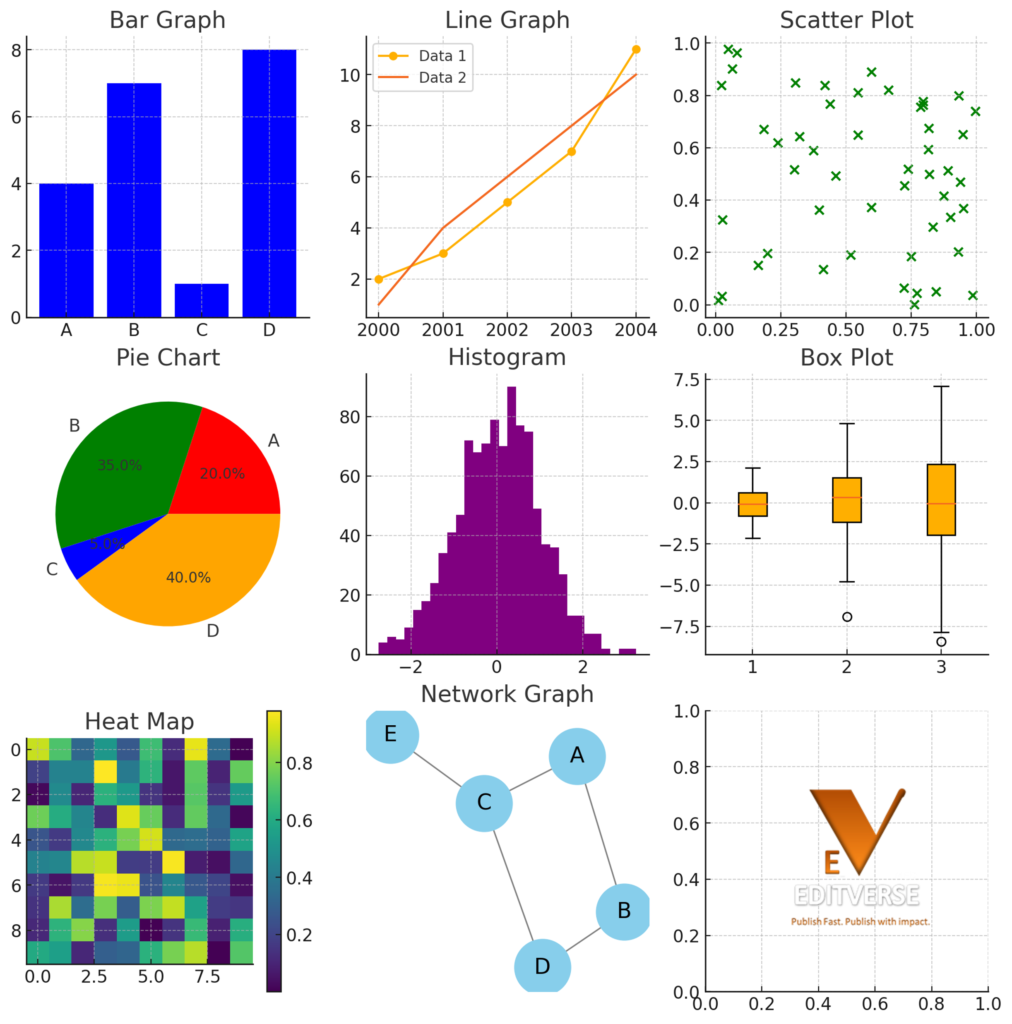 Bar Graph
8
6
4
2
0
A B C D
Line Graph
Data 1
Data 2
10
8
6
4
2
2000 2001 2002 2003 2004
Scatter Plot
1.0
0.8
0.6
0.4
0.2
0.0
0.00 0.25 0.50 0.75 1.00
Pie Chart
B
A
35.0%
20.0%
5.0%
C
40.0%
D
Histogram
80
60
40
20
0
−2 0 2
Box Plot
7.5
5.0
2.5
0.0
−2.5
−5.0
−7.5
1 2 3
Heat Map
0
2
4
6
8
0.0 2.5 5.0 7.5
0.8
0.6
0.4
0.2
Network Graph
E
A
C
B
D
1.0
0.8
0.6
0.4
0.2
0.0
0.0 0.2 0.4 0.6 0.8 1.0
E
EDITVERSE
Publish Fast. Publish with impact.